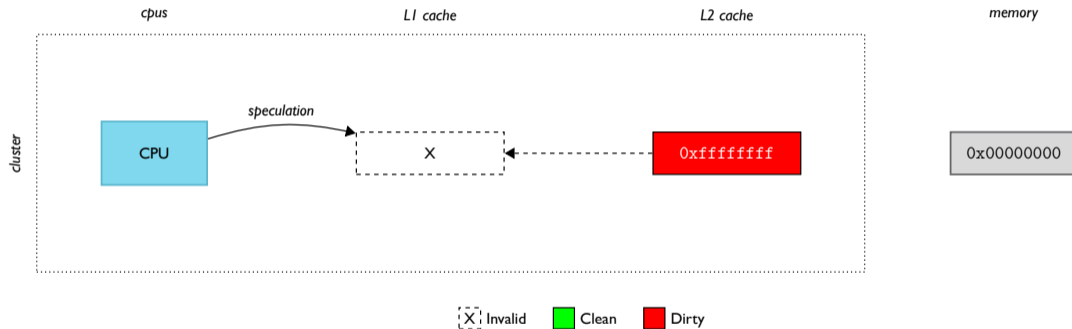 cpus
L1 cache
L2 cache
memory
cluster
speculation
CPU
X
0xffffffff
0x00000000
X Invalid
Clean
Dirty